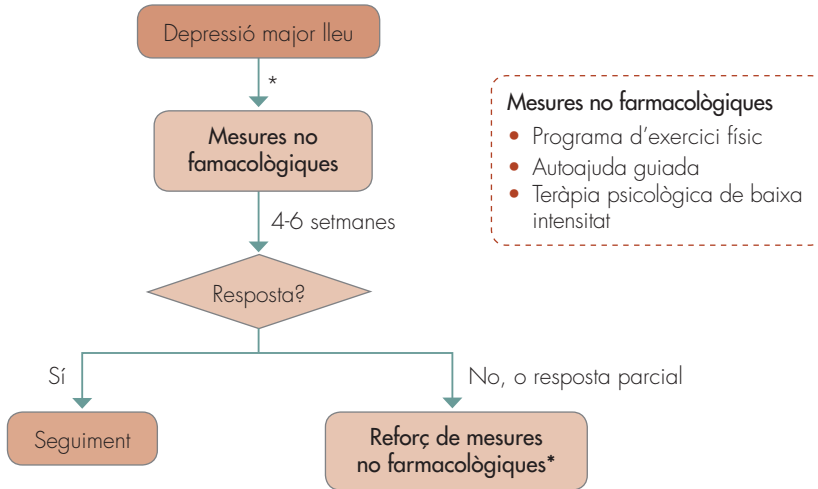 Depressió major lleu
*
Mesures no
famacològiques
4-6 setmanes
Resposta?
Sí
No, o resposta parcial
Seguiment
Reforç de mesures
no farmacològiques*
Mesures no farmacològiques
• Programa d’exercici físic
• Autoajuda guiada
• Teràpia psicològica de baixa
intensitat